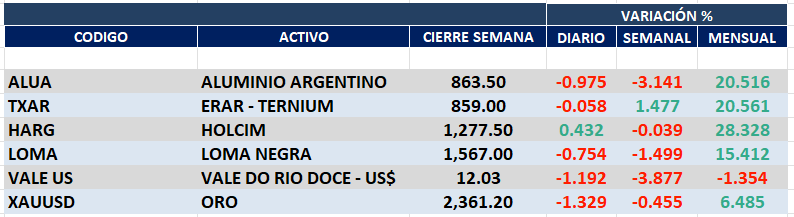 VARIACIÓN %
CODIGO ACTIVO CIERRE SEMANA DIARIO SEMANAL MENSUAL
ALUA ALUMINIO ARGENTINO 863.50 -0.975 -3.141 20.516
TXAR ERAR - TERNIUM 859.00 -0.058 1.477 20.561
HARG HOLCIM 1,277.50 0.432 -0.039 28.328
LOMA LOMA NEGRA 1,567.00 -0.754 -1.499 15.412
VALE US VALE DO RIO DOCE - US$ 12.03 -1.192 -3.877 -1.354
XAUUSD ORO 2,361.20 -1.329 -0.455 6.485